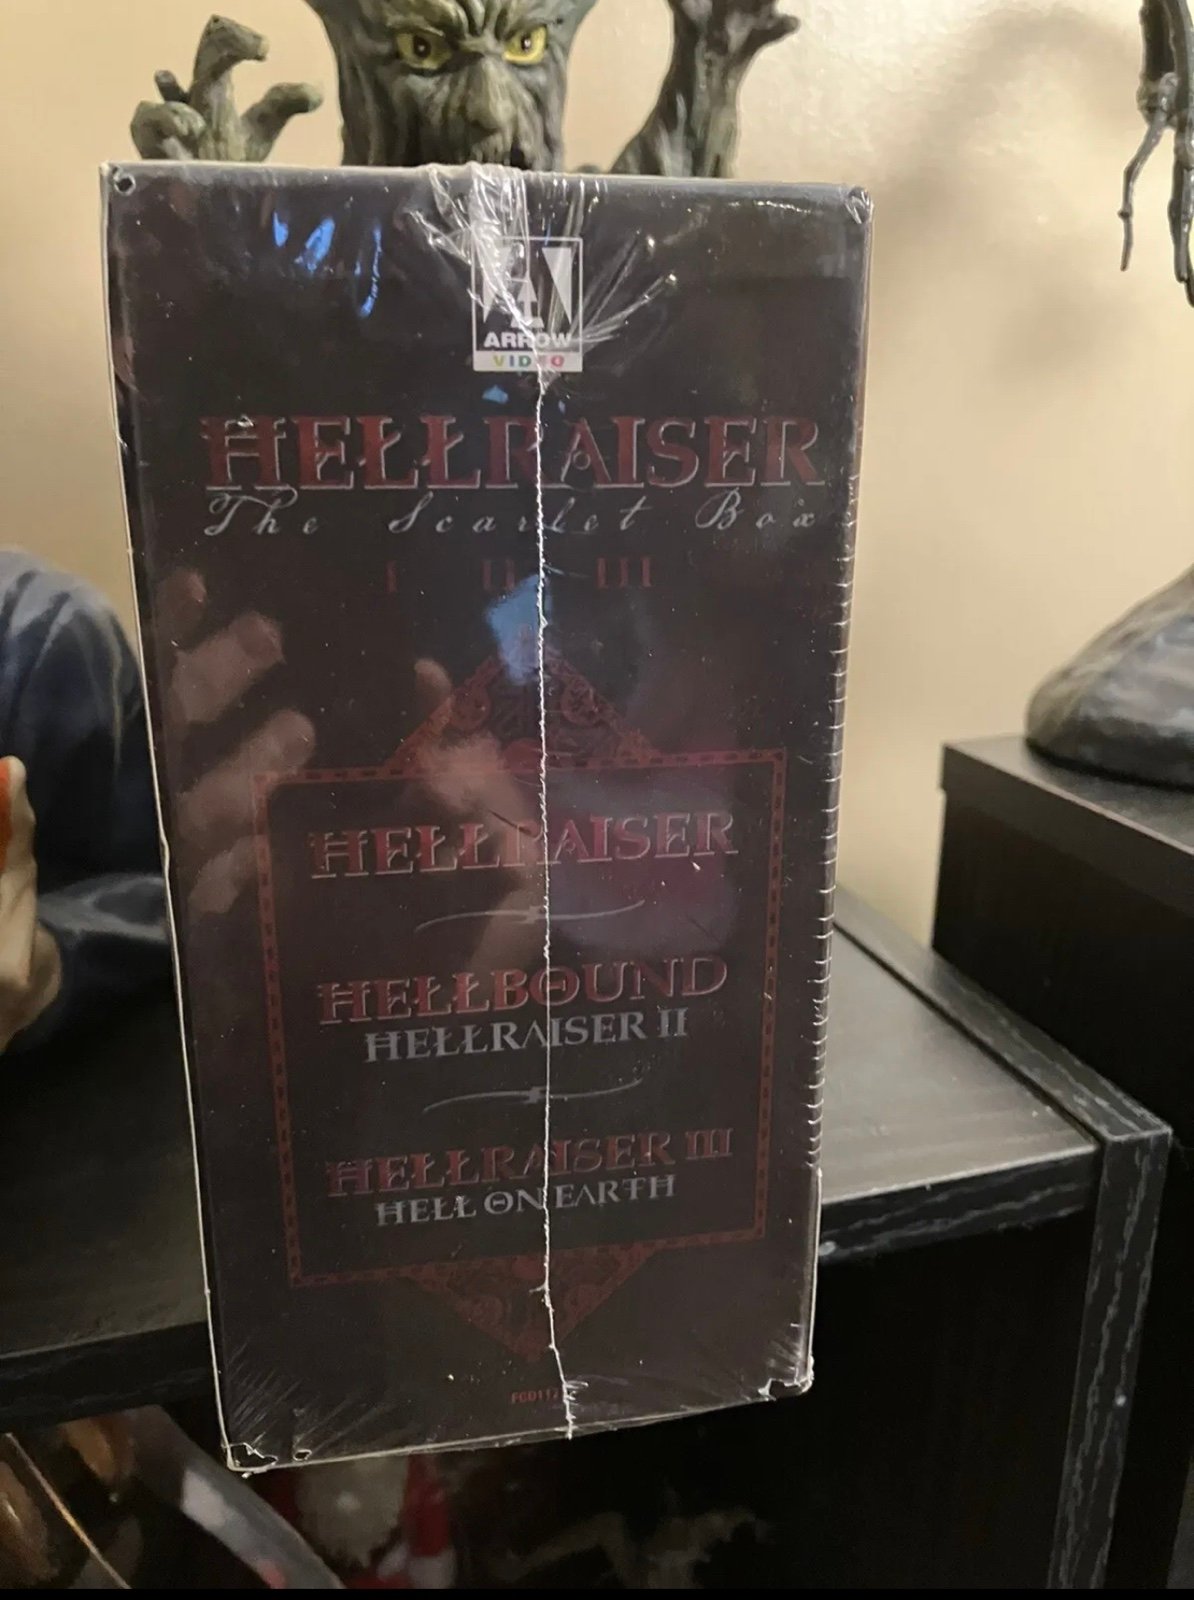 ARROW
VIDEO
HELLRAISER
The Scarlet Box
I II III
HELLRAISER
HELLBOUND
HELLRAISER II
HELLRAISER III
HELL ON EARTH